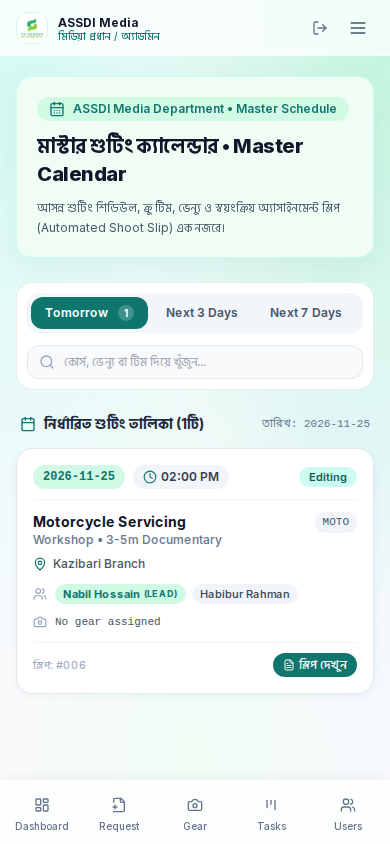 ASSDI Media
মিডিয়া প্রধান / অ্যাডমিন
ASSDI Media Department • Master Schedule
মাস্টার শুটিং ক্যালেন্ডার • Master
Calendar
আসন্ন শুটিং শিডিউল, ক্রু টিম, ভেন্যু ও স্বয়ংক্রিয় অ্যাসাইনমেন্ট স্লিপ
(Automated Shoot Slip) এক নজরে।
Tomorrow 1 Next 3 Days Next 7 Days
কোর্স, ভেন্যু বা টিম দিয়ে খুঁজুন...
নির্ধারিত শুটিং তালিকা (1টি) তারিখ: 2026-11-25
2026-11-25 02:00 PM Editing
Motorcycle Servicing MOTO
Workshop • 3-5m Documentary
Kazibari Branch
Nabil Hossain (LEAD) Habibur Rahman
No gear assigned
স্লিপ: #006 স্লিপ দেখুন
Dashboard Request Gear Tasks Users